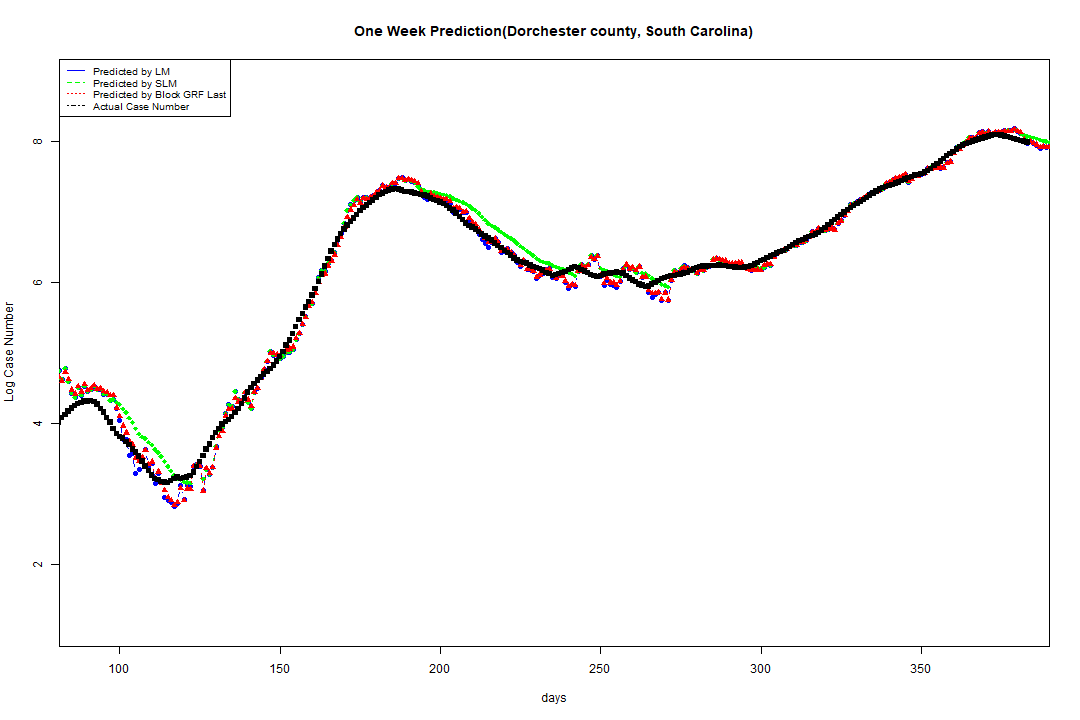 One Week Prediction(Dorchester county, South Carolina)
Predicted by LM
Predicted by SLM
Predicted by Block GRF Last
Actual Case Number
8
6
4
2
Log Case Number
100 150 200 250 300 350
days